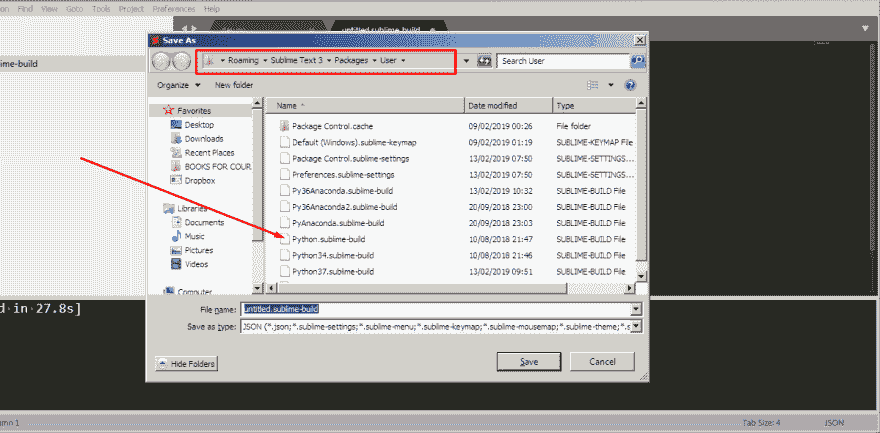 on Find View Goto Tools Project Preferences Help
untitled.sublime-build
ime-build
Save As
Roaming Sublime Text 3 Packages User
Search User
Organize New folder
Favorites
Desktop
Downloads
Recent Places
BOOKS FOR COUR
Dropbox
Libraries
Documents
Music
Pictures
Videos
Computer
Name Date modified Type
Package Control.cache 09/02/2019 00:26 File folder
Default (Windows).sublime-keymap 09/02/2019 01:19 SUBLIME-KEYMAP File
Package Control.sublime-settings 13/02/2019 07:50 SUBLIME-SETTINGS...
Preferences.sublime-settings 13/02/2019 07:50 SUBLIME-SETTINGS...
Py36Anaconda.sublime-build 13/02/2019 10:32 SUBLIME-BUILD File
Py36Anaconda2.sublime-build 20/09/2018 23:00 SUBLIME-BUILD File
PyAnaconda.sublime-build 20/09/2018 23:03 SUBLIME-BUILD File
Python.sublime-build 10/08/2018 21:47 SUBLIME-BUILD File
Python34.sublime-build 10/08/2018 21:46 SUBLIME-BUILD File
Python37.sublime-build 13/02/2019 09:51 SUBLIME-BUILD File
File name: untitled.sublime-build
Save as type: JSON (*.json;*.sublime-settings;*.sublime-menu;*.sublime-keymap;*.sublime-mousemap;*.sublime-theme;*.s
Hide Folders
Save Cancel
d in 27.8s]
mn 1
Tab Size: 4 JSON